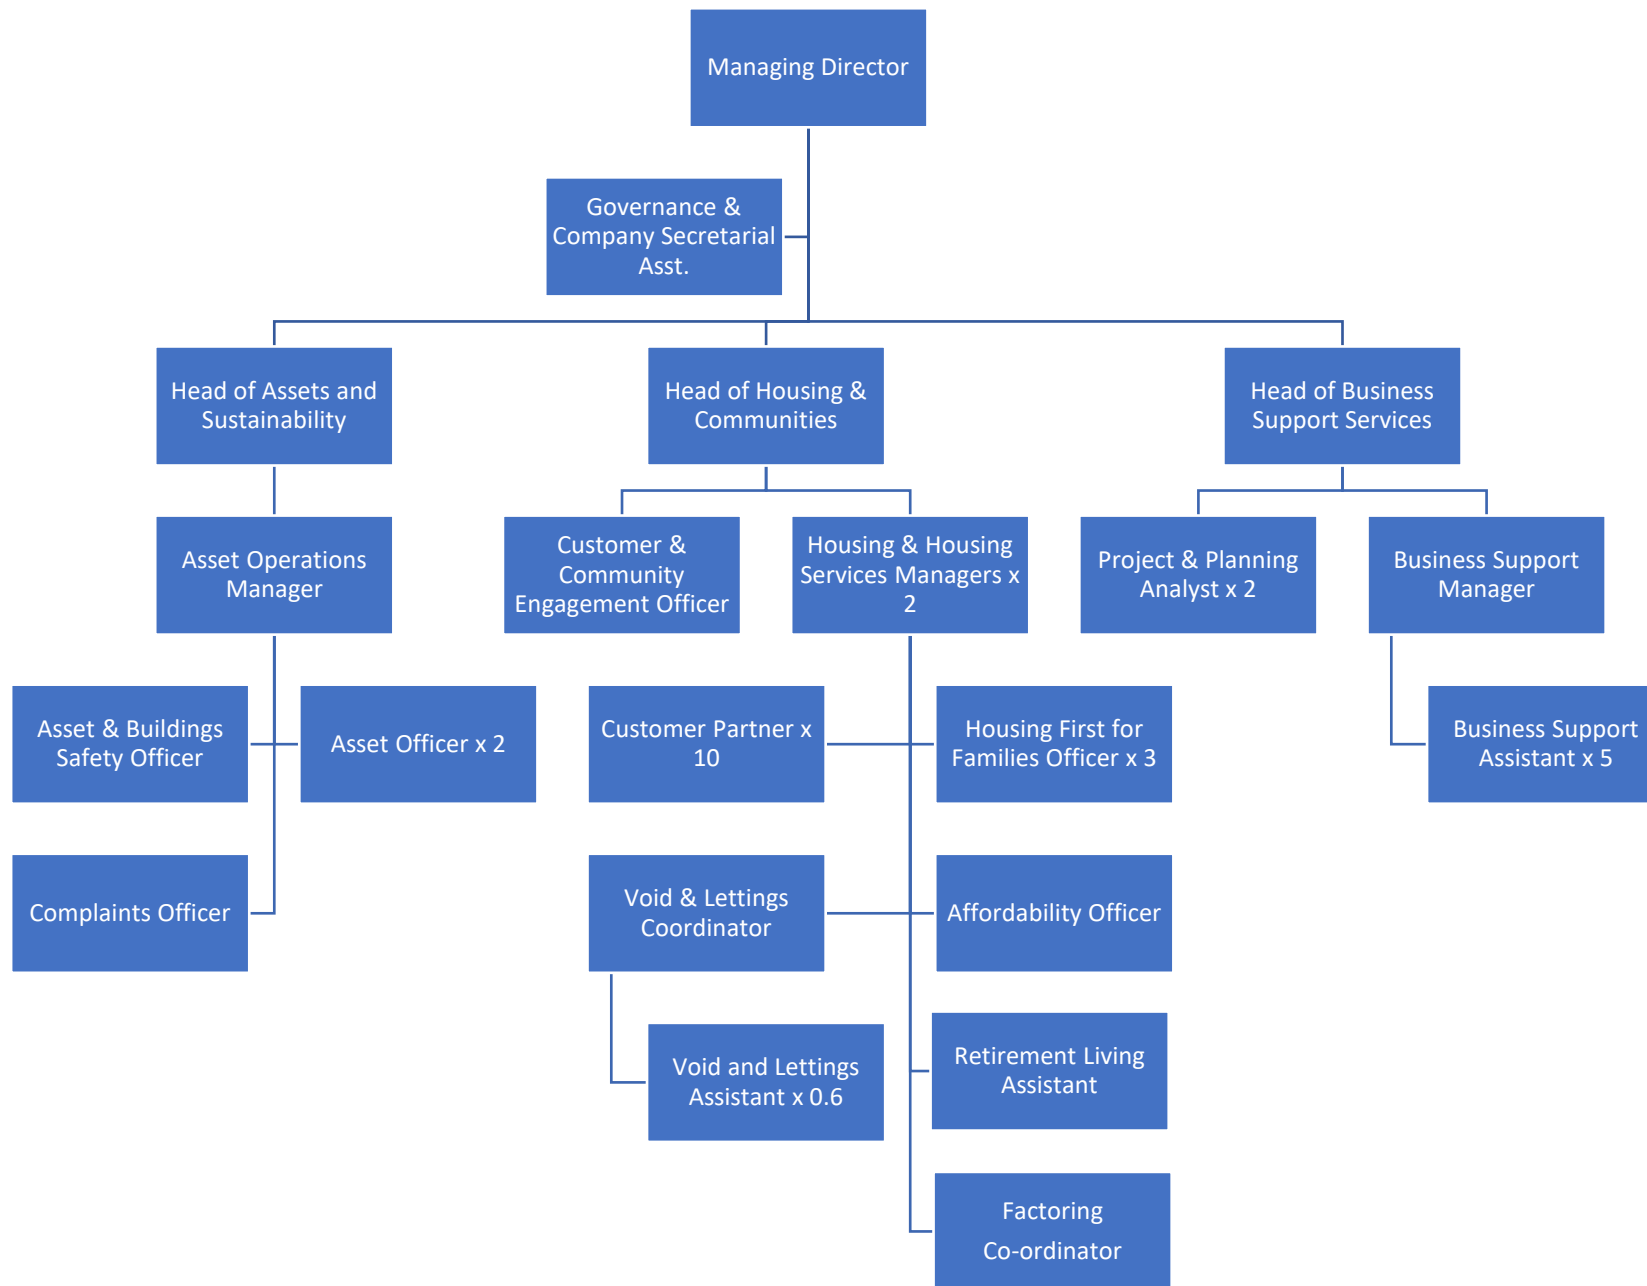 Managing Director
Governance &
Company Secretarial
Asst.
Head of Assets and
Sustainability
Head of Housing &
Communities
Head of Business
Support Services
Asset Operations
Manager
Customer &
Community
Engagement Officer
Housing & Housing
Services Managers x
2
Project & Planning
Analyst x 2
Business Support
Manager
Asset & Buildings
Safety Officer
Asset Officer x 2
Customer Partner x
10
Housing First for
Families Officer x 3
Business Support
Assistant x 5
Complaints Officer
Void & Lettings
Coordinator
Affordability Officer
Void and Lettings
Assistant x 0.6
Retirement Living
Assistant
Factoring
Co-ordinator